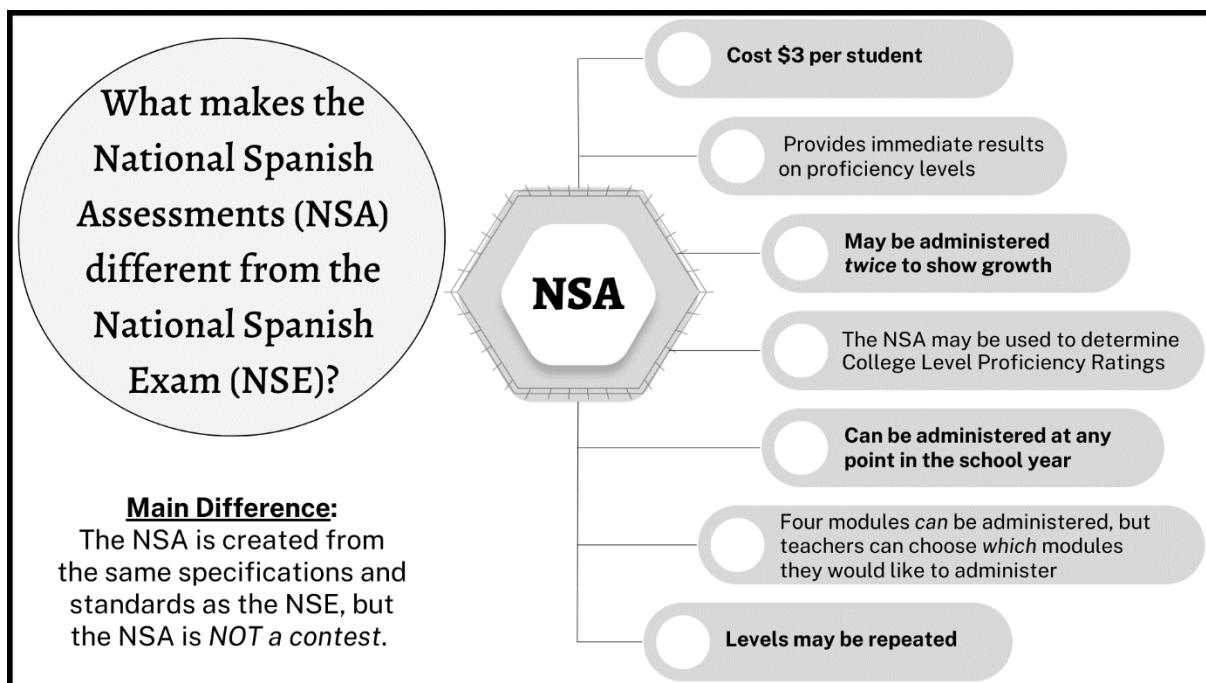 What makes the
National Spanish
Assessments (NSA)
different from the
National Spanish
Exam (NSE)?
Main Difference:
The NSA is created from
the same specifications and
standards as the NSE, but
the NSA is NOT a contest.
NSA
Cost $3 per student
Provides immediate results
on proficiency levels
May be administered
twice to show growth
The NSA may be used to determine
College Level Proficiency Ratings
Can be administered at any
point in the school year
Four modules can be administered, but
teachers can choose which modules
they would like to administer
Levels may be repeated